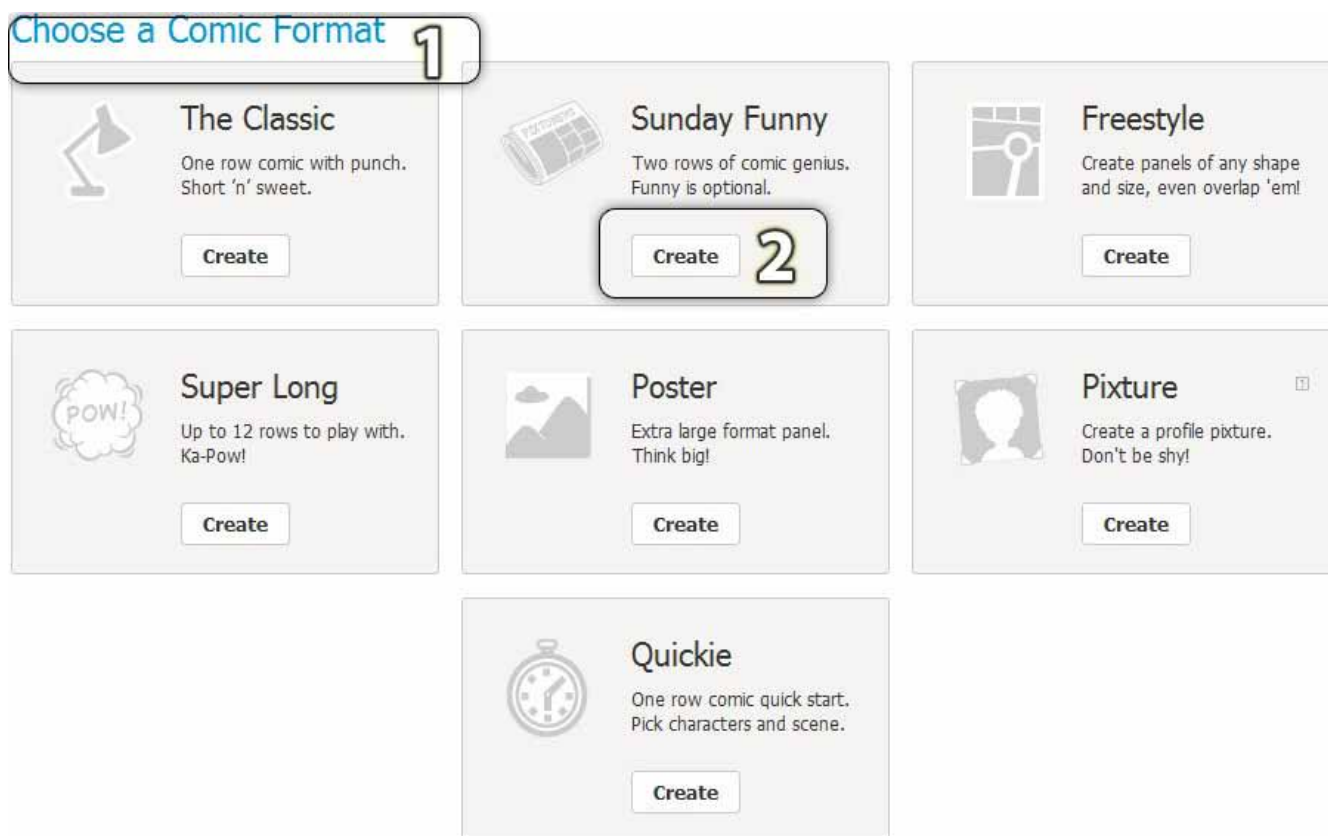 Choose a Comic Format
1
The Classic
One row comic with punch.
Short ’n’ sweet.
Create
Sunday Funny
Two rows of comic genius.
Funny is optional.
Create
2
Freestyle
Create panels of any shape
and size, even overlap 'em!
Create
POW!
Super Long
Up to 12 rows to play with.
Ka-Pow!
Create
Poster
Extra large format panel.
Think big!
Create
Pixture
?
Create a profile pixture.
Don't be shy!
Create
Quickie
One row comic quick start.
Pick characters and scene.
Create